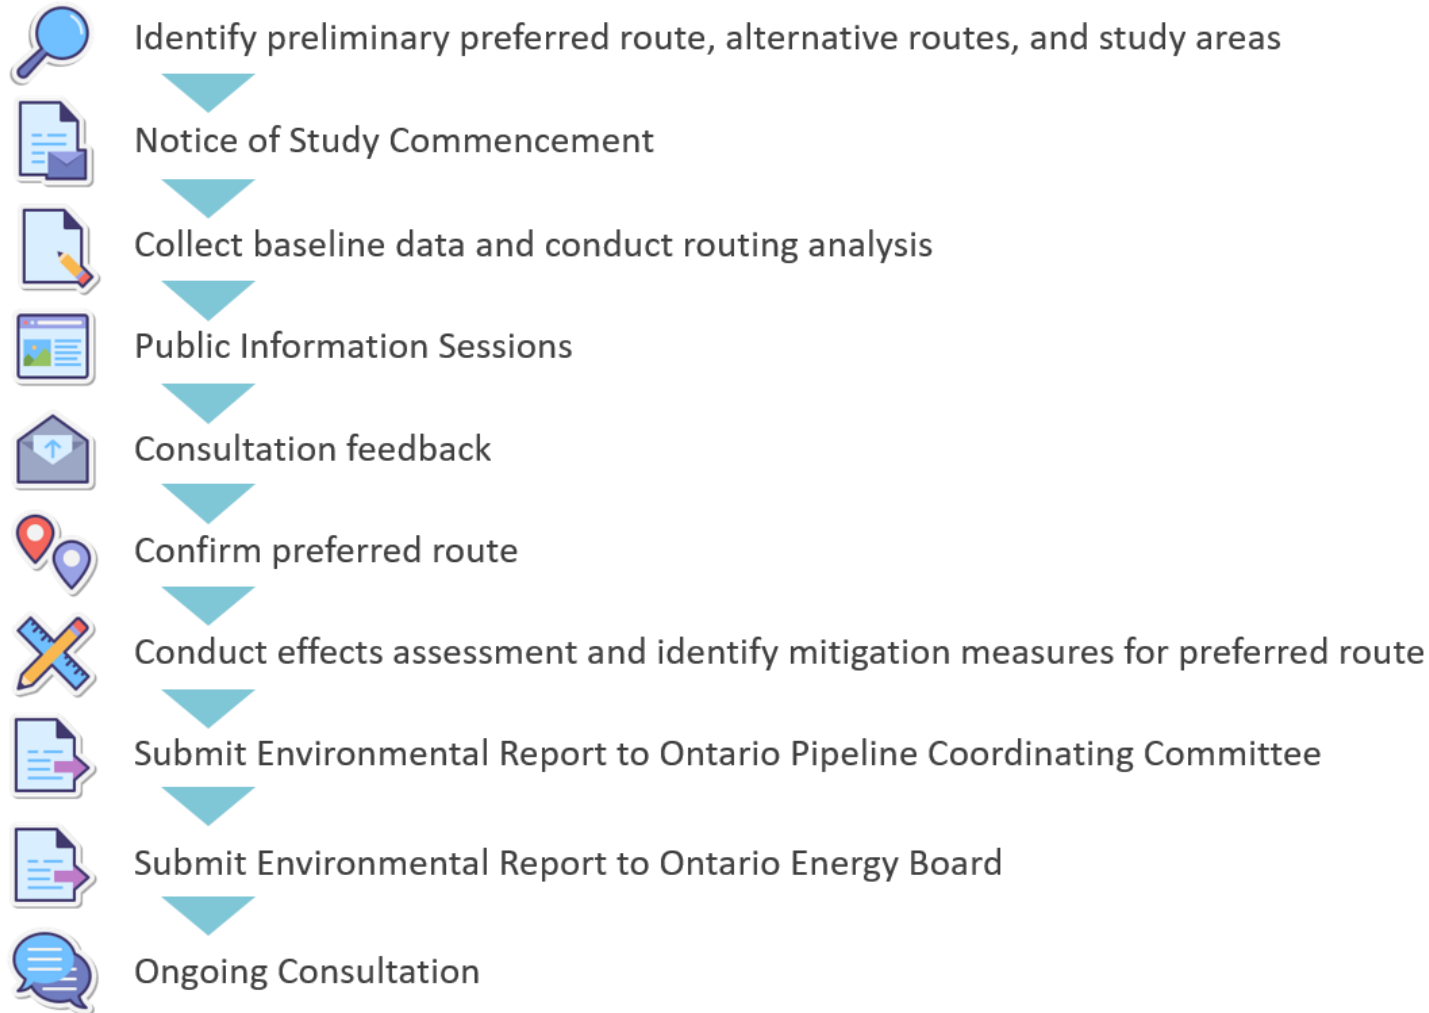 Identify preliminary preferred route, alternative routes, and study areas
Notice of Study Commencement
Collect baseline data and conduct routing analysis
Public Information Sessions
Consultation feedback
Confirm preferred route
Conduct effects assessment and identify mitigation measures for preferred route
Submit Environmental Report to Ontario Pipeline Coordinating Committee
Submit Environmental Report to Ontario Energy Board
Ongoing Consultation